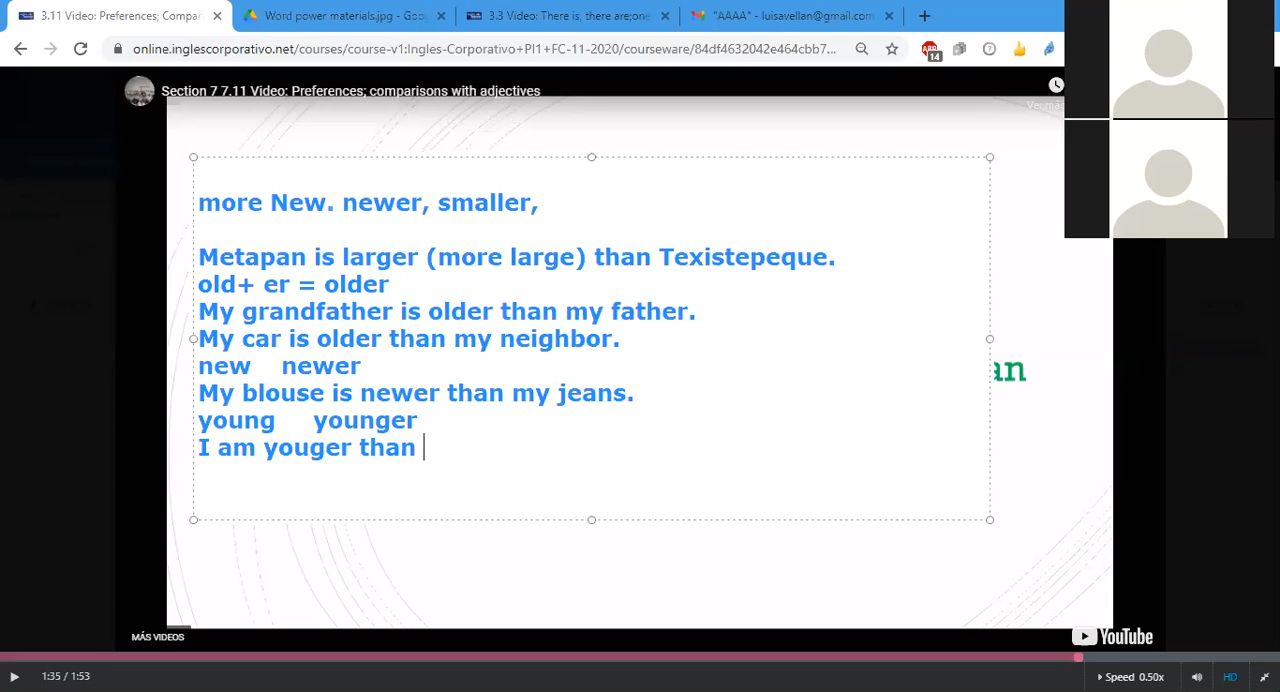 3.11 Video: Preferences; Compar
Word power materials.jpg - Goo
3.3 Video: There is, there are;one
"AAAA" - luisavellan@gmail.com
online.inglescorporativo.net/courses/course-v1:Ingles-Corporativo+PI1+FC-11-2020/courseware/84df4632042e464cbb7...
14
Section 7 7.11 Video: Preferences; comparisons with adjectives
Ver más
more New. newer, smaller,
Metapan is larger (more large) than Texistepeque.
old+ er = older
My grandfather is older than my father.
My car is older than my neighbor.
new newer
an
My blouse is newer than my jeans.
young younger
I am youger than
MÁS VIDEOS
YouTube
1:35 / 1:53
Speed 0.50x
HD